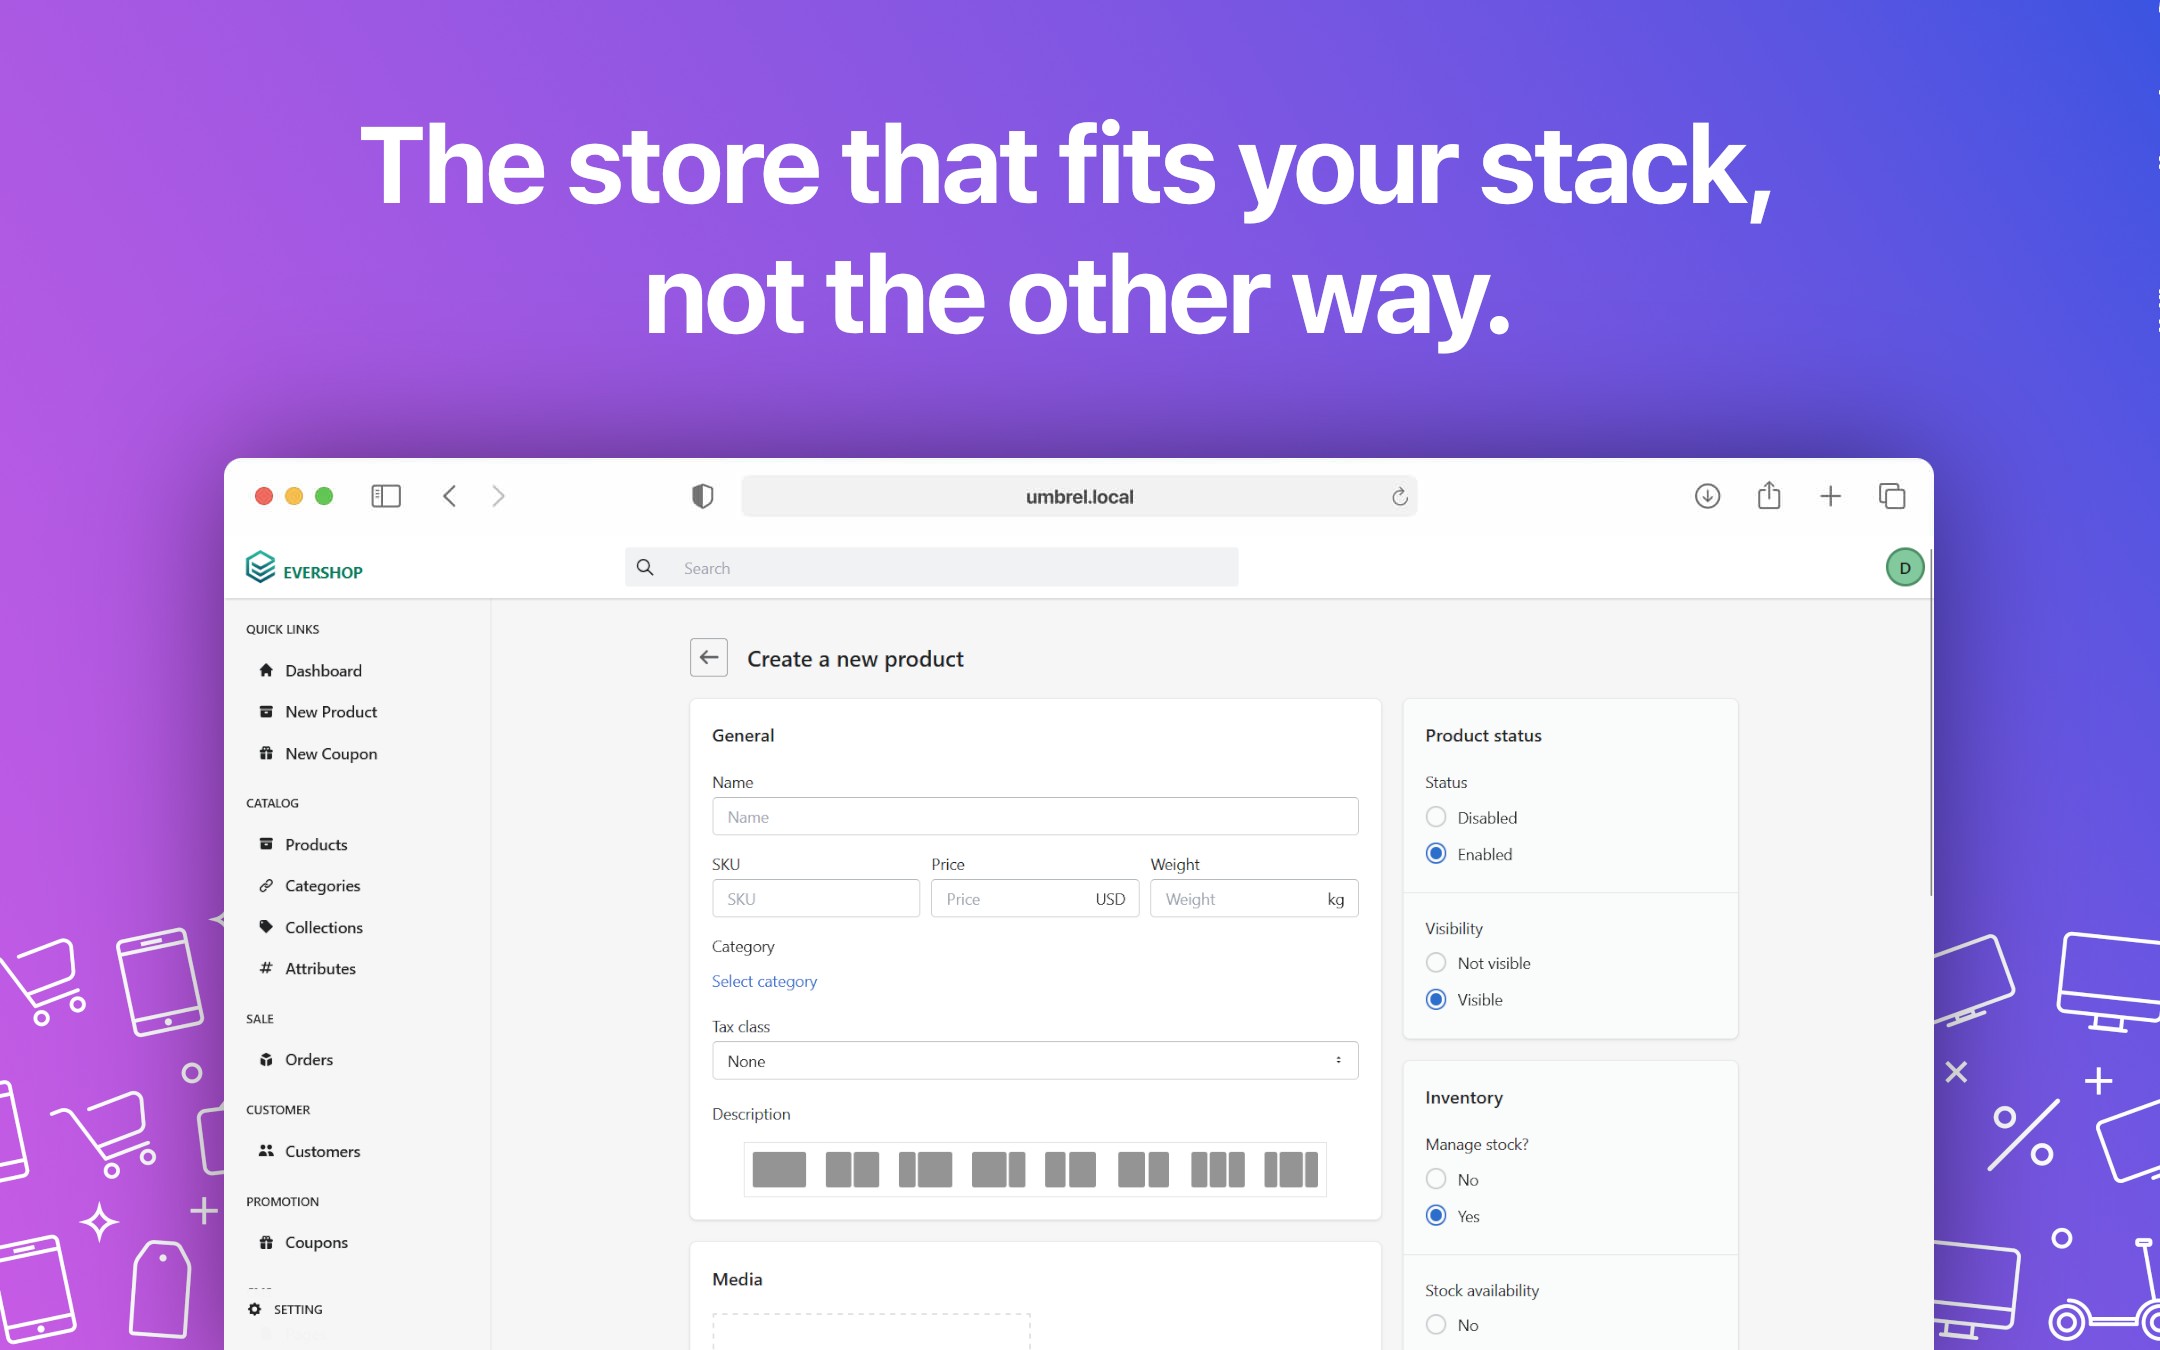 The store that fits your stack,
not the other way.
umbrel.local
EVERSHOP
Search
D
QUICK LINKS
Dashboard
New Product
New Coupon
CATALOG
Products
Categories
Collections
Attributes
SALE
Orders
CUSTOMER
Customers
PROMOTION
Coupons
SETTING
Create a new product
General
Name
Name
SKU Price Weight
SKU Price USD Weight kg
Category
Select category
Tax class
None
Description
Media
Product status
Status
Disabled
Enabled
Visibility
Not visible
Visible
Inventory
Manage stock?
No
Yes
Stock availability
No